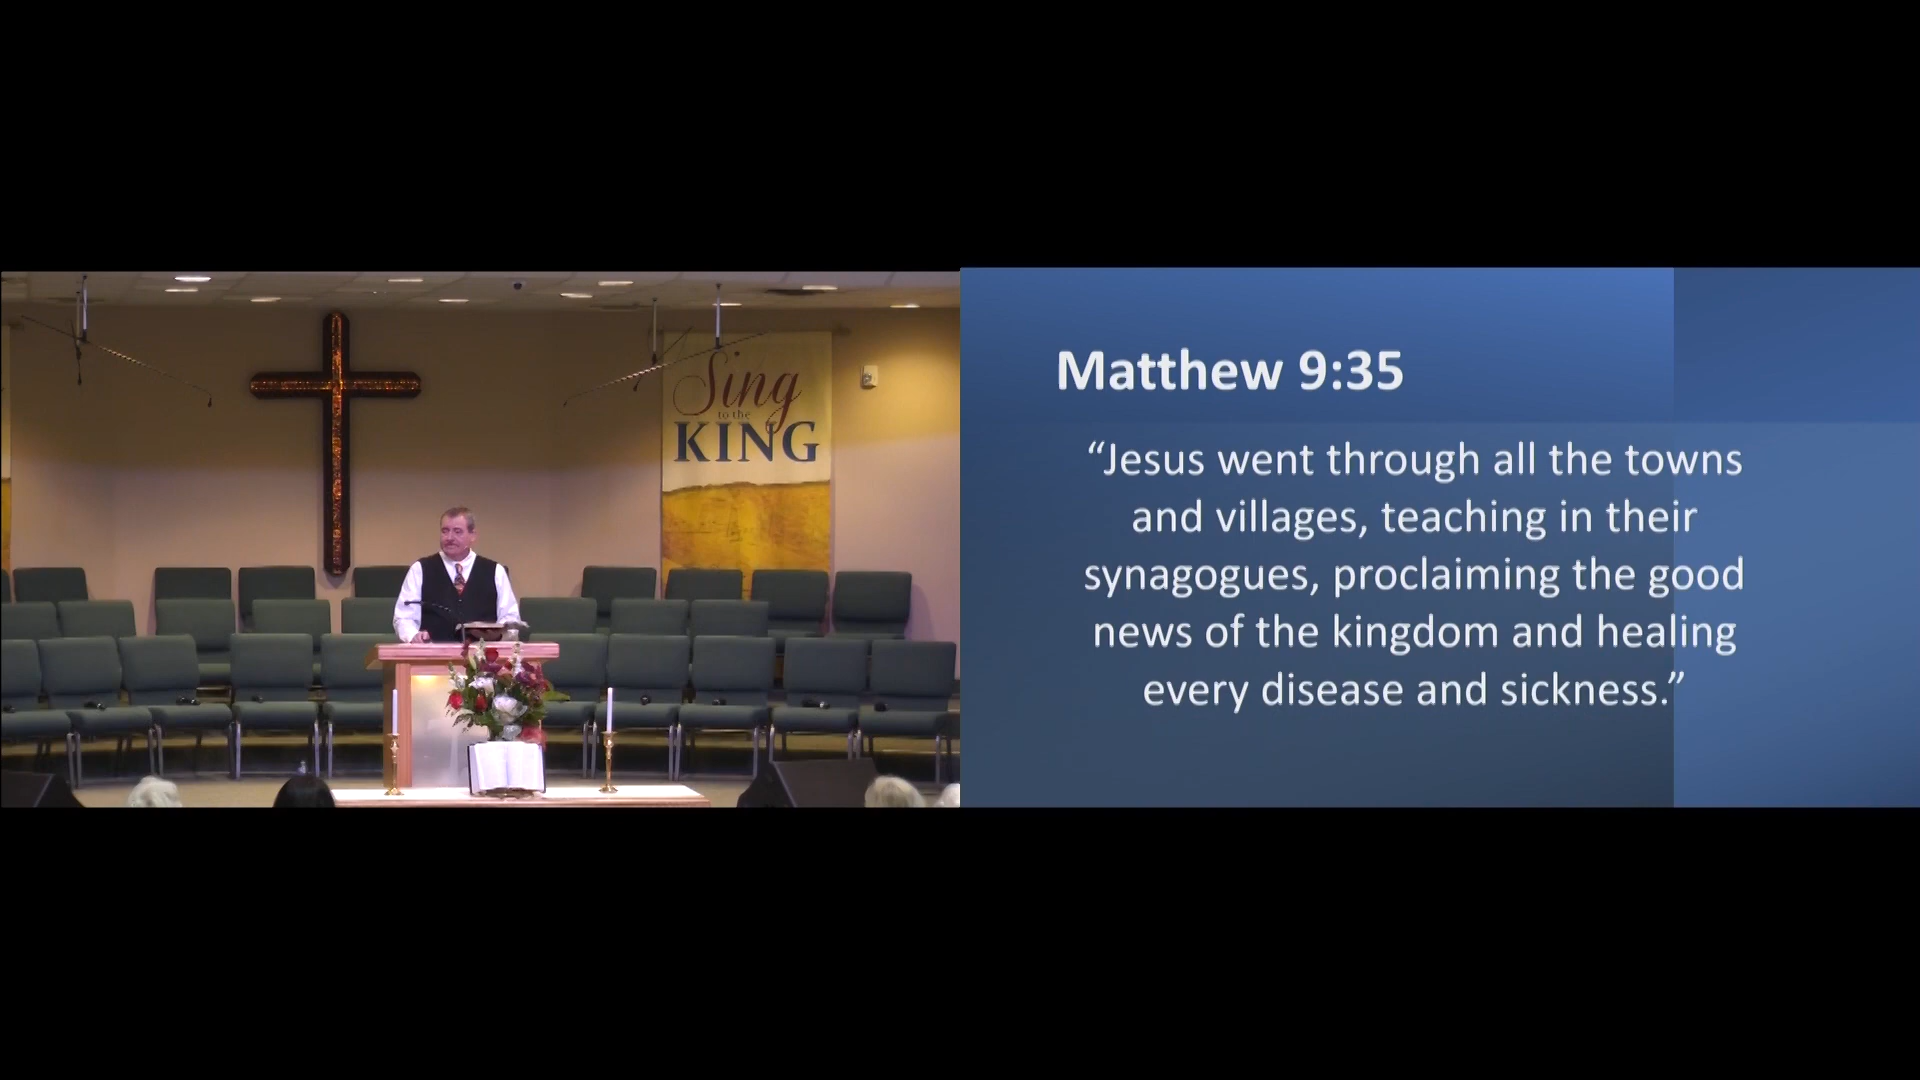 Sing
to the
KING
Matthew 9:35
“Jesus went through all the towns
and villages, teaching in their
synagogues, proclaiming the good
news of the kingdom and healing
every disease and sickness.”